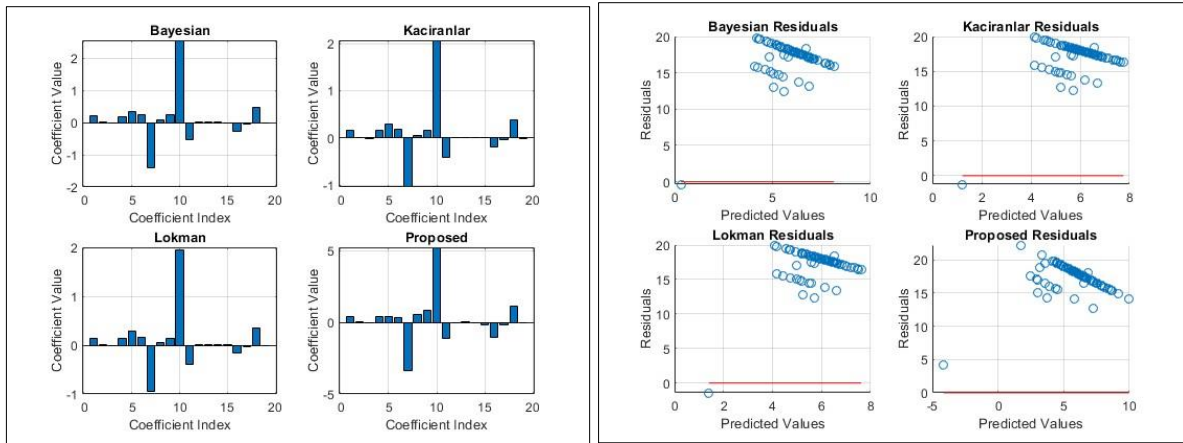 Bayesian
2
1
0
-1
-2
0 5 10 15 20
Coefficient Value
Coefficient Index
Kaciranlar
2
1
0
-1
0 5 10 15 20
Coefficient Value
Coefficient Index
Lokman
2
1
0
-1
0 5 10 15 20
Coefficient Value
Coefficient Index
Proposed
5
0
-5
0 5 10 15 20
Coefficient Value
Coefficient Index
Bayesian Residuals
20
15
10
5
0
0 5 10
Residuals
Predicted Values
Kaciranlar Residuals
20
15
10
5
0
0 2 4 6 8
Residuals
Predicted Values
Lokman Residuals
20
15
10
5
0
0 2 4 6 8
Residuals
Predicted Values
Proposed Residuals
20
15
10
5
0
-5 0 5 10
Residuals
Predicted Values